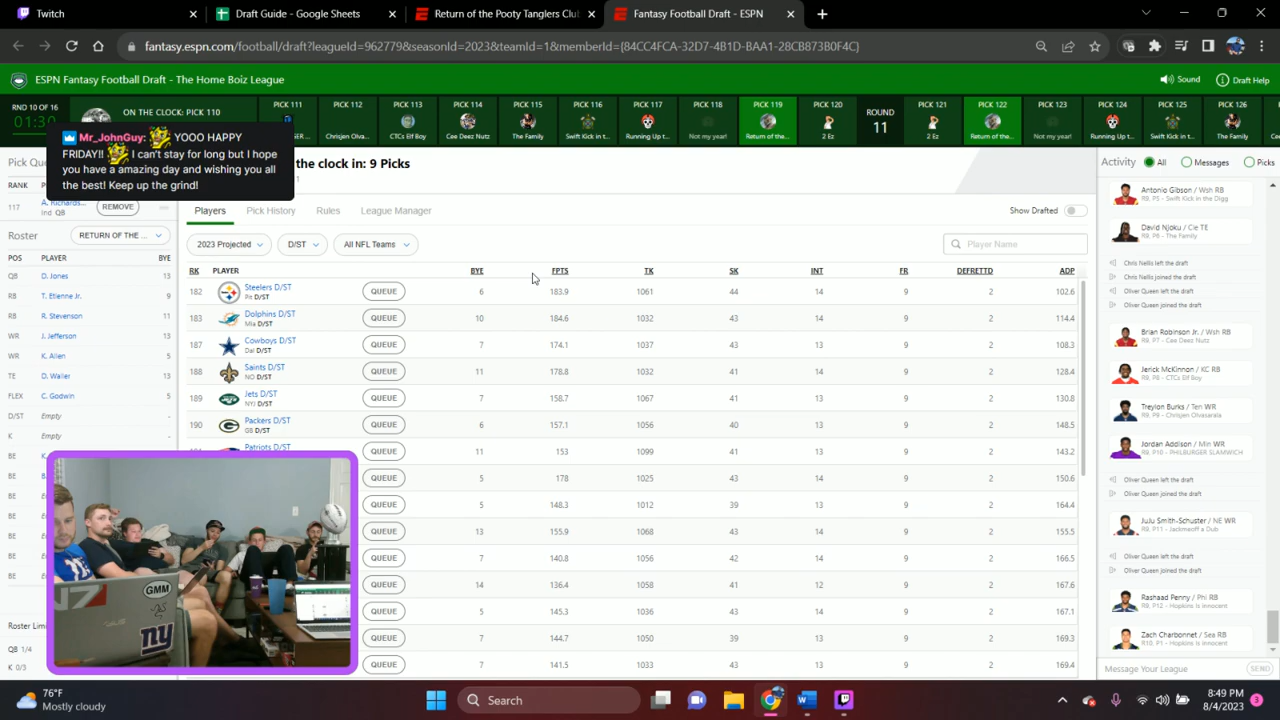 Twitch
Draft Guide - Google Sheets
Return of the Pooty Tanglers Clu
Fantasy Football Draft - ESPN
fantasy.espn.com/football/draft?leagueId=962779&seasonId=2023&teamId=1&memberId={84CC4FCA-32D7-4B1D-BAA1-28CB873B0F4C}
ESPN Fantasy Football Draft - The Home Boiz League
Sound
Draft Help
RND 10 OF 16
01:30
ON THE CLOCK: PICK 110
PICK 111
PICK 112
Chrisjen Olva...
PICK 113
CTCs Elf Boy
PICK 114
Cee Deez Nutz
PICK 115
The Family
PICK 116
Swift Kick in t...
PICK 117
Running Up t...
PICK 118
Not my year!
PICK 119
Return of the...
PICK 120
2 Ez
ROUND
11
PICK 121
2 Ez
PICK 122
Return of the...
PICK 123
Not my year!
PICK 124
Running Up t...
PICK 125
Swift Kick in t...
PICK 126
The Family
Mr_JohnGuy: YOOO HAPPY
FRIDAY!! I can't stay for long but I hope
you have a amazing day and wishing you all
the best! Keep up the grind!
the clock in: 9 Picks
Pick Qu
RANK
117
A. Richards...
Ind QB
REMOVE
Roster
RETURN OF THE ...
POS PLAYER BYE
QB D. Jones 13
RB T. Etienne Jr. 9
RB R. Stevenson 11
WR J. Jefferson 13
WR K. Allen 5
TE D. Waller 13
FLEX C. Godwin 5
D/ST Empty -
K Empty -
BE
BE
BE
BE
BE
BE
BE
Roster Lim
QB 1/4
K 0/3
Players
Pick History
Rules
League Manager
Show Drafted
2023 Projected
D/ST
All NFL Teams
Player Name
RK PLAYER BYE FPTS TK SK INT FR DEFRETTD ADP
182 Steelers D/ST QUEUE 6 183.9 1061 44 14 9 2 102.6
Pit D/ST
183 Dolphins D/ST QUEUE 10 184.6 1032 43 14 9 2 114.4
Mia D/ST
187 Cowboys D/ST QUEUE 7 174.1 1037 43 14 9 2 108.3
Dal D/ST
188 Saints D/ST QUEUE 11 178.8 1032 41 14 9 2 128.4
NO D/ST
189 Jets D/ST QUEUE 7 158.7 1067 41 13 9 2 130.8
NYJ D/ST
190 Packers D/ST QUEUE 6 157.1 1056 40 13 9 2 148.5
GB D/ST
Patriots D/ST QUEUE 11 153 1099 41 13 9 2 143.2
QUEUE 5 178 1025 41 14 9 2 150.6
QUEUE 5 148.3 1012 39 13 9 2 164.4
QUEUE 13 155.9 1068 43 14 9 2 155.5
QUEUE 7 140.8 1056 42 13 9 2 166.5
QUEUE 14 136.4 1058 41 12 9 2 167.6
QUEUE 5 145.3 1036 43 14 9 2 167.1
QUEUE 7 144.7 1050 39 13 9 2 169.3
QUEUE 7 141.5 1033 43 14 9 2 169.4
Activity
All
Messages
Picks
Antonio Gibson / Wsh RB
R9, P5 - Swift Kick in the Digg
David Njoku / Cle TE
R9, P6 - The Family
Chris Nellis left the draft
Chris Nellis joined the draft
Oliver Queen left the draft
Oliver Queen joined the draft
Brian Robinson Jr. / Wsh RB
R9, P7 - Cee Deez Nutz
Jerick McKinnon / KC RB
R9, P8 - CTCs Elf Boy
Treylon Burks / Ten WR
R9, P9 - Chrisjen Olvasarala
Jordan Addison / Min WR
R9, P10 - PHILBURGER SLAMWICH
Oliver Queen left the draft
Oliver Queen joined the draft
JuJu Smith-Schuster / NE WR
R9, P11 - Jackmeoff a Dub
Oliver Queen left the draft
Oliver Queen joined the draft
Rashaad Penny / Phi RB
R9, P12 - Hopkins is innocent
Zach Charbonnet / Sea RB
R10, P1 - Hopkins is innocent
Message Your League
SEND
GMM
ny
N7
76°F
Mostly cloudy
Search
8:49 PM
8/4/2023
3